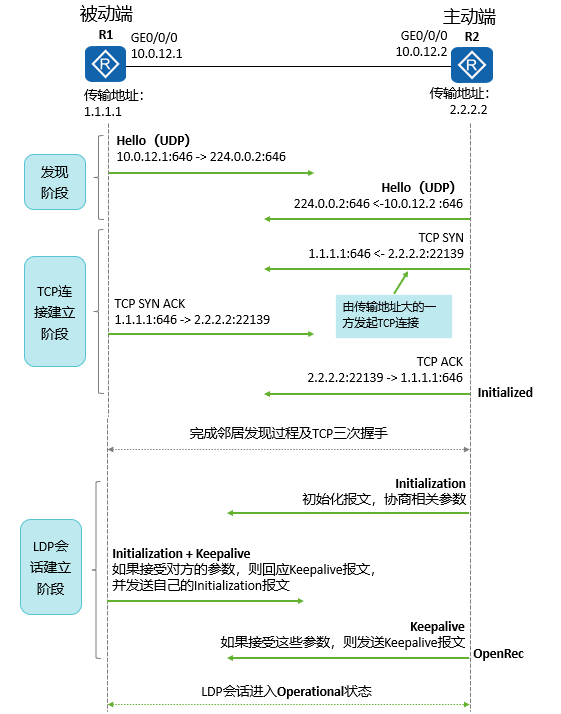 被动端
主动端
R1
R2
GE0/0/0
10.0.12.1
GE0/0/0
10.0.12.2
R
R
传输地址：
1.1.1.1
传输地址：
2.2.2.2
发现
阶段
Hello（UDP）
10.0.12.1:646 -> 224.0.0.2:646
Hello（UDP）
224.0.0.2:646 <-10.0.12.2 :646
TCP连
接建立
阶段
TCP SYN
1.1.1.1:646 <- 2.2.2.2:22139
由传输地址大的一
方发起TCP连接
TCP SYN ACK
1.1.1.1:646 -> 2.2.2.2:22139
TCP ACK
2.2.2.2:22139 -> 1.1.1.1:646
Initialized
完成邻居发现过程及TCP三次握手
LDP会
话建立
阶段
Initialization
初始化报文，协商相关参数
Initialization + Keepalive
如果接受对方的参数，则回应Keepalive报文，
并发送自己的Initialization报文
Keepalive
如果接受这些参数，则发送Keepalive报文
OpenRec
LDP会话进入Operational状态